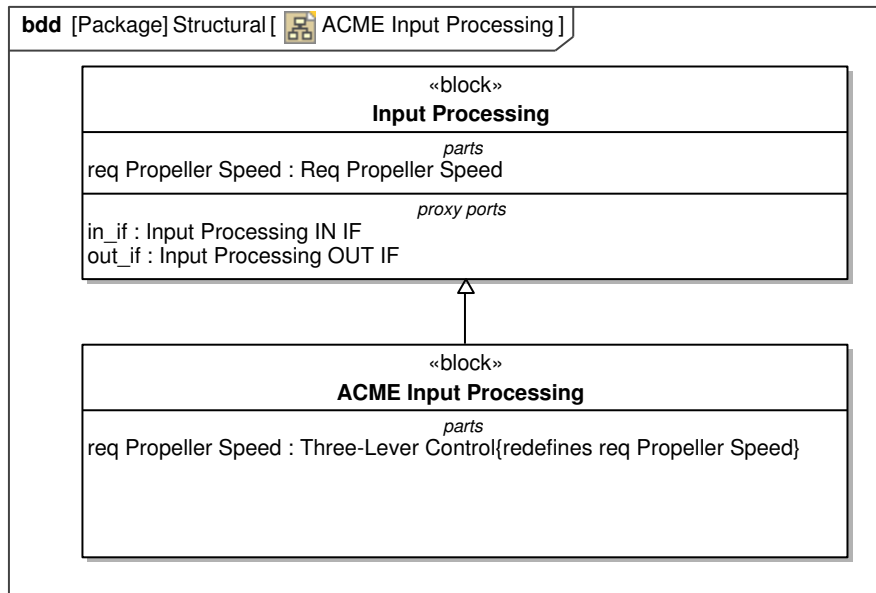 bdd [Package] Structural [ ACME Input Processing ]
«block»
Input Processing
parts
req Propeller Speed : Req Propeller Speed
proxy ports
in_if : Input Processing IN IF
out_if : Input Processing OUT IF
«block»
ACME Input Processing
parts
req Propeller Speed : Three-Lever Control{redefines req Propeller Speed}